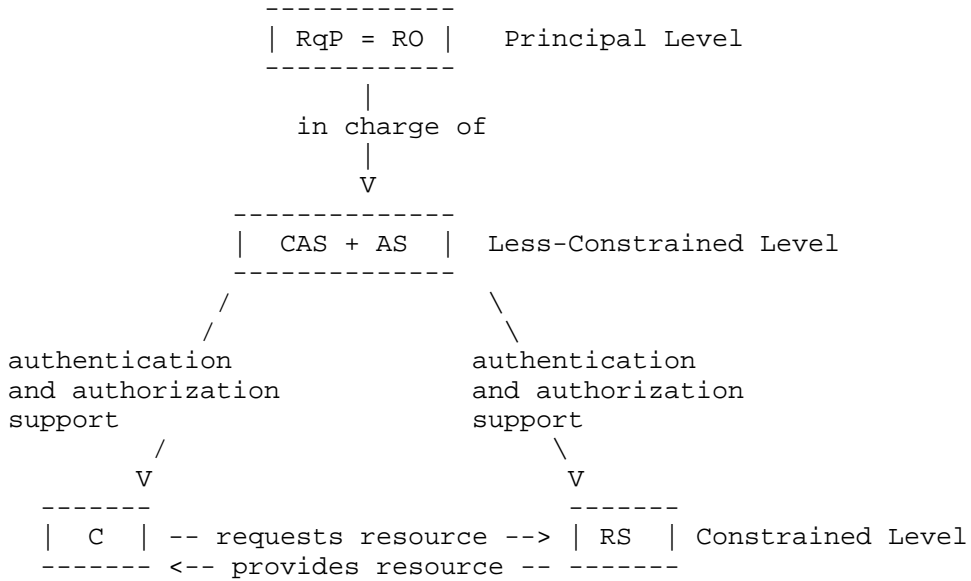 ------------
| RqP = RO |   Principal Level
------------
|
in charge of
|
V
--------------
|  CAS + AS  |  Less-Constrained Level
--------------
/ \
/ \
authentication authentication
and authorization and authorization
support support
/ \
V V
------- -------
|  C  | -- requests resource --> | RS  | Constrained Level
------- <-- provides resource -- -------